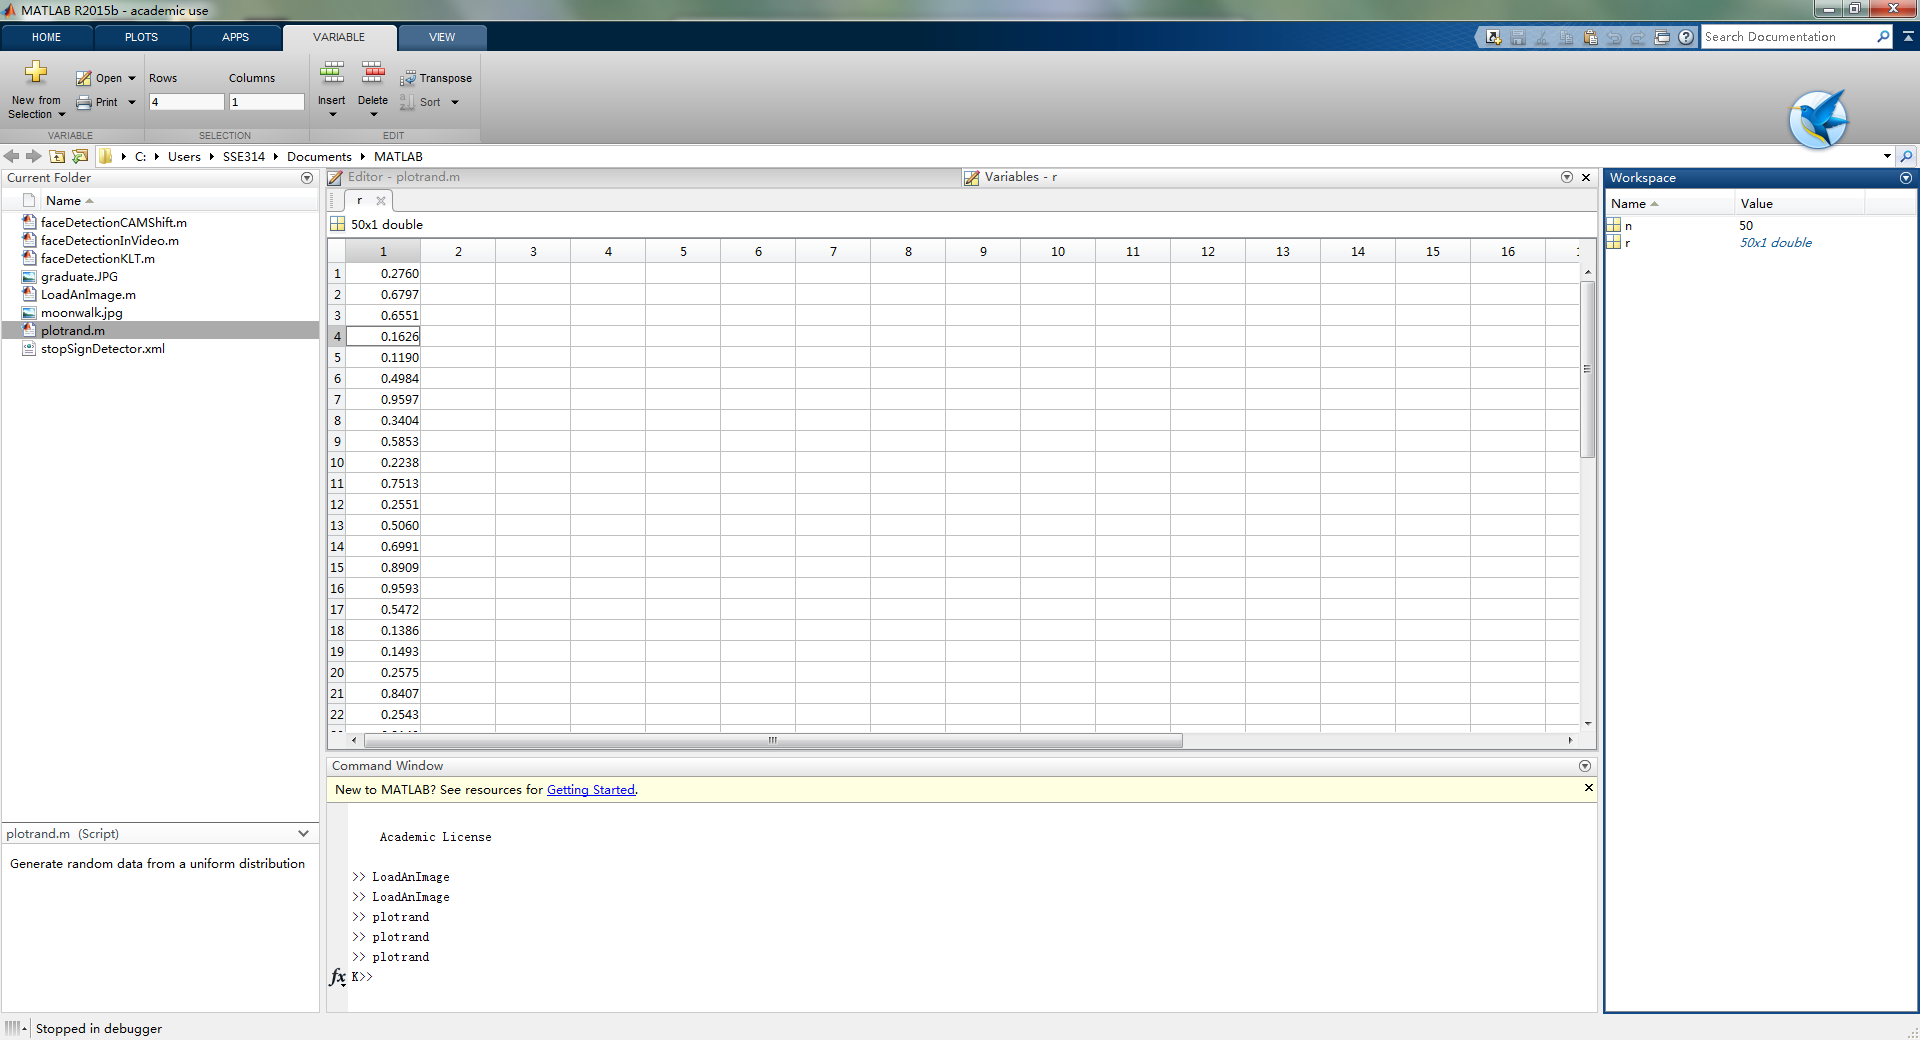 MATLAB R2015b - academic use
HOME PLOTS APPS VARIABLE VIEW
Search Documentation
New from Selection
Open
Print
Rows Columns
4 1
Insert
Delete
Transpose
Sort
VARIABLE SELECTION EDIT
C: Users SSE314 Documents MATLAB
Current Folder
Name
faceDetectionCAMShift.m
faceDetectionInVideo.m
faceDetectionKLT.m
graduate.JPG
LoadAnImage.m
moonwalk.jpg
plotrand.m
stopSignDetector.xml
plotrand.m (Script)
Generate random data from a uniform distribution
Editor - plotrand.m
Variables - r
r
50x1 double
1 2 3 4 5 6 7 8 9 10 11 12 13 14 15 16
1 0.2760
2 0.6797
3 0.6551
4 0.1626
5 0.1190
6 0.4984
7 0.9597
8 0.3404
9 0.5853
10 0.2238
11 0.7513
12 0.2551
13 0.5060
14 0.6991
15 0.8909
16 0.9593
17 0.5472
18 0.1386
19 0.1493
20 0.2575
21 0.8407
22 0.2543
Command Window
New to MATLAB? See resources for Getting Started.
Academic License
>> LoadAnImage
>> LoadAnImage
>> plotrand
>> plotrand
>> plotrand
fx K>>
Workspace
Name Value
n 50
r 50x1 double
Stopped in debugger